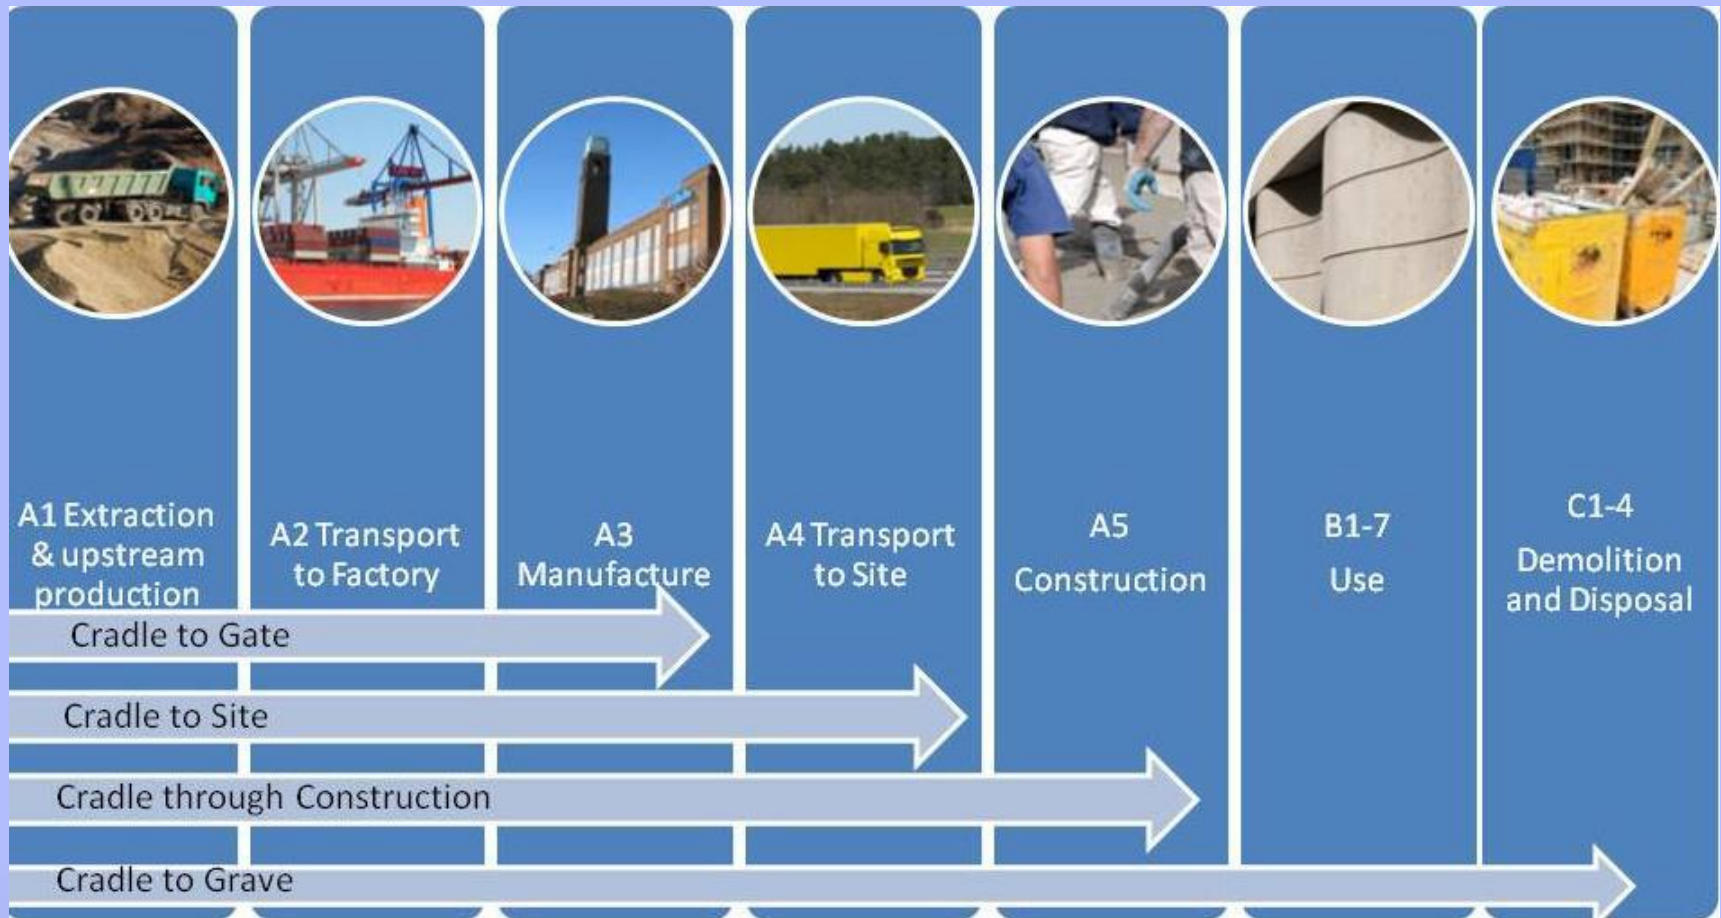 A1 Extraction
& upstream
production
A2 Transport
to Factory
A3
Manufacture
A4 Transport
to Site
A5
Construction
B1-7
Use
C1-4
Demolition
and Disposal
Cradle to Gate
Cradle to Site
Cradle through Construction
Cradle to Grave